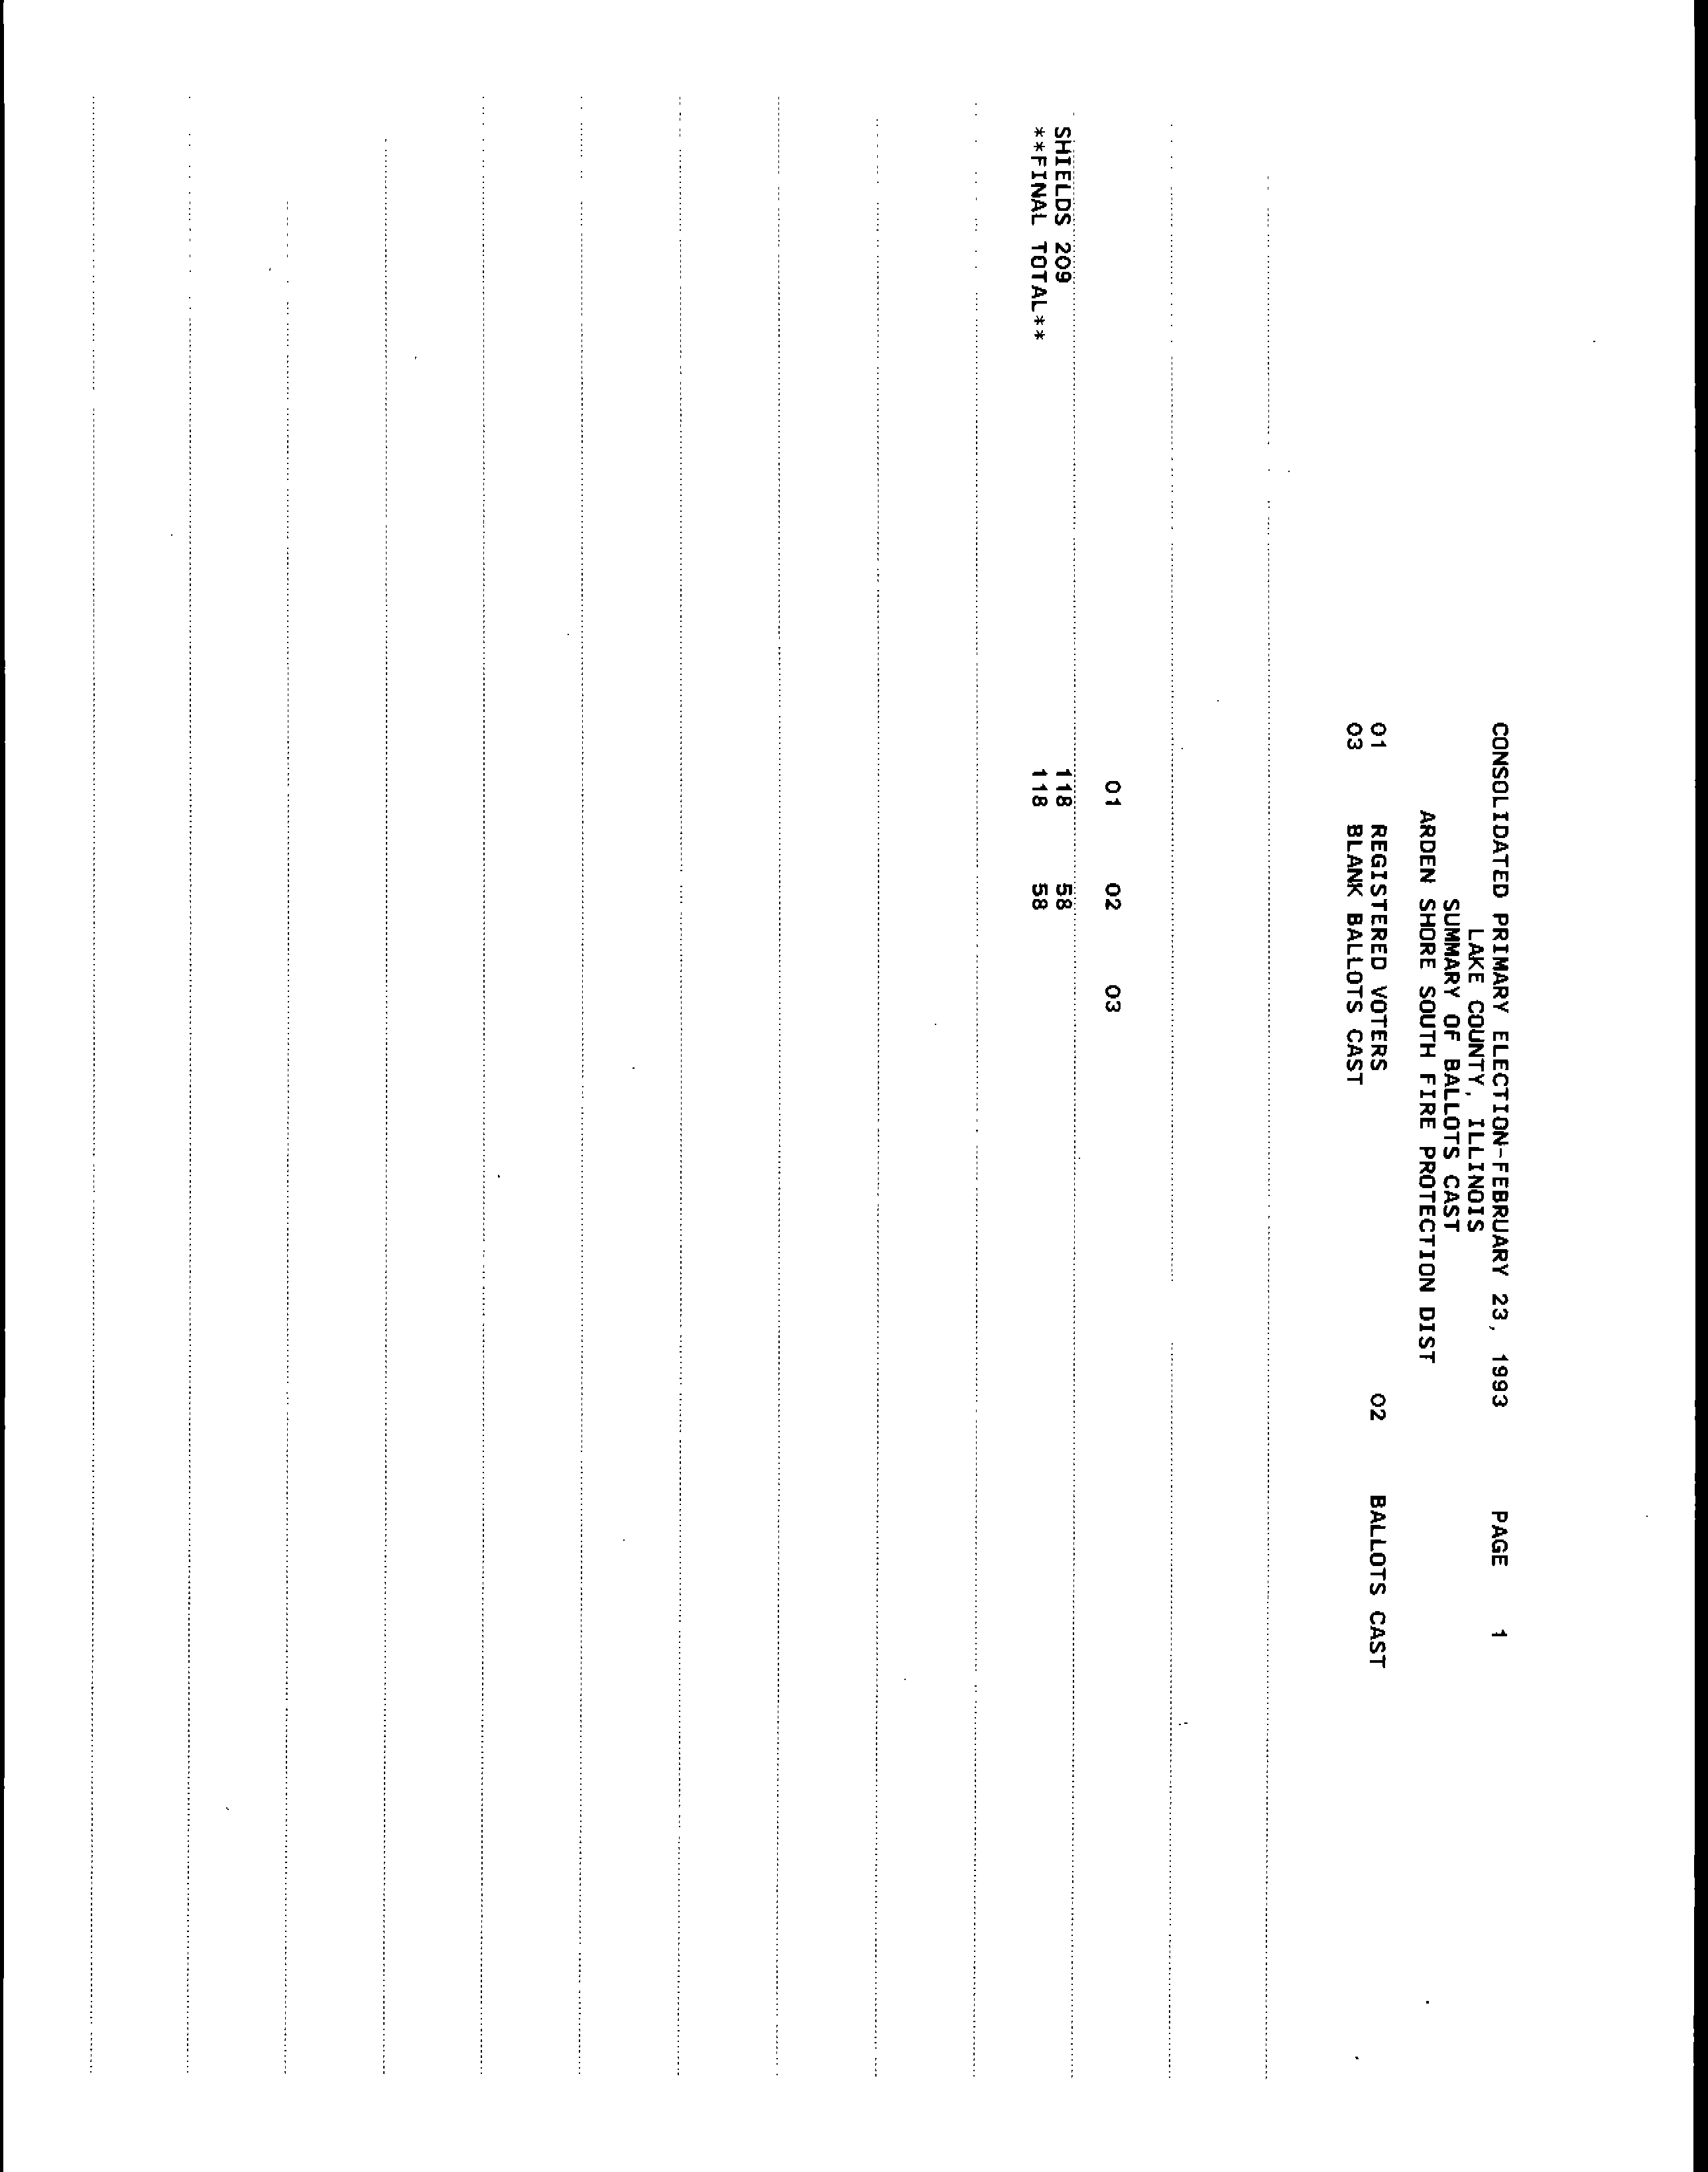 CONSOLIDATED PRIMARY ELECTION-FEBRUARY 23, 1993 PAGE 1
LAKE COUNTY, ILLINOIS
SUMMARY OF BALLOTS CAST
ARDEN SHORE SOUTH FIRE PROTECTION DIST
01 REGISTERED VOTERS 02 BALLOTS CAST
03 BLANK BALLOTS CAST
01 02 03
SHIELDS 209 118 58
**FINAL TOTAL** 118 58